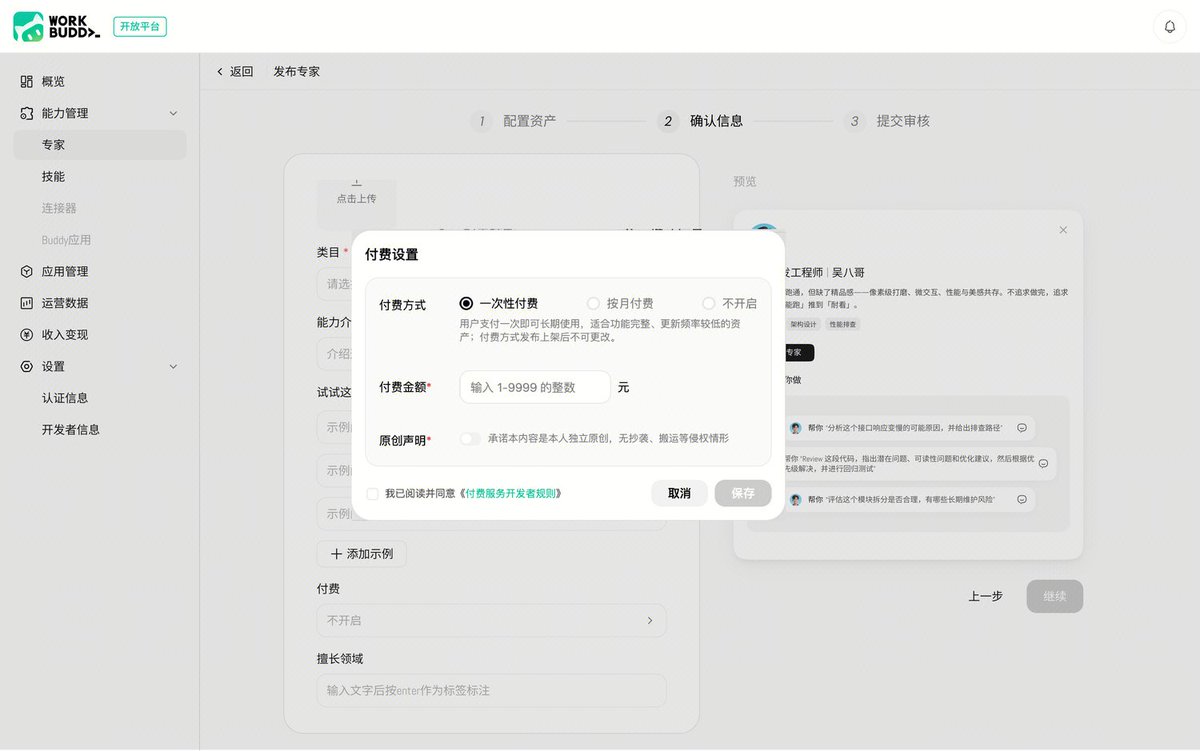 WORK
BUDD>_
开放平台
概览
能力管理
专家
技能
连接器
Buddy应用
应用管理
运营数据
收入变现
设置
认证信息
开发者信息
返回
发布专家
1 配置资产
2 确认信息
3 提交审核
点击上传
类目 *
请选
能力介
介绍
试试这
示例
示例
示例
添加示例
付费
不开启
擅长领域
输入文字后按enter作为标签标注
付费设置
付费方式
一次性付费
按月付费
不开启
用户支付一次即可长期使用，适合功能完整、更新频率较低的资
产；付费方式发布上架后不可更改。
付费金额*
输入 1-9999 的整数
元
原创声明*
承诺本内容是本人独立原创，无抄袭、搬运等侵权情形
我已阅读并同意《付费服务开发者规则》
取消
保存
预览
发工程师 | 吴八哥
跑通，但缺了精品感——像素级打磨、微交互、性能与美感共存。不追求做完，追求
能跑」推到「耐看」。
架构设计
性能排查
专家
你做
帮你 '分析这个接口响应变慢的可能原因，并给出排查路径'
帮你 'Review 这段代码，指出潜在问题、可读性问题和优化建议，然后根据优
先级解决，并进行回归测试'
帮你 '评估这个模块拆分是否合理，有哪些长期维护风险'
上一步
继续